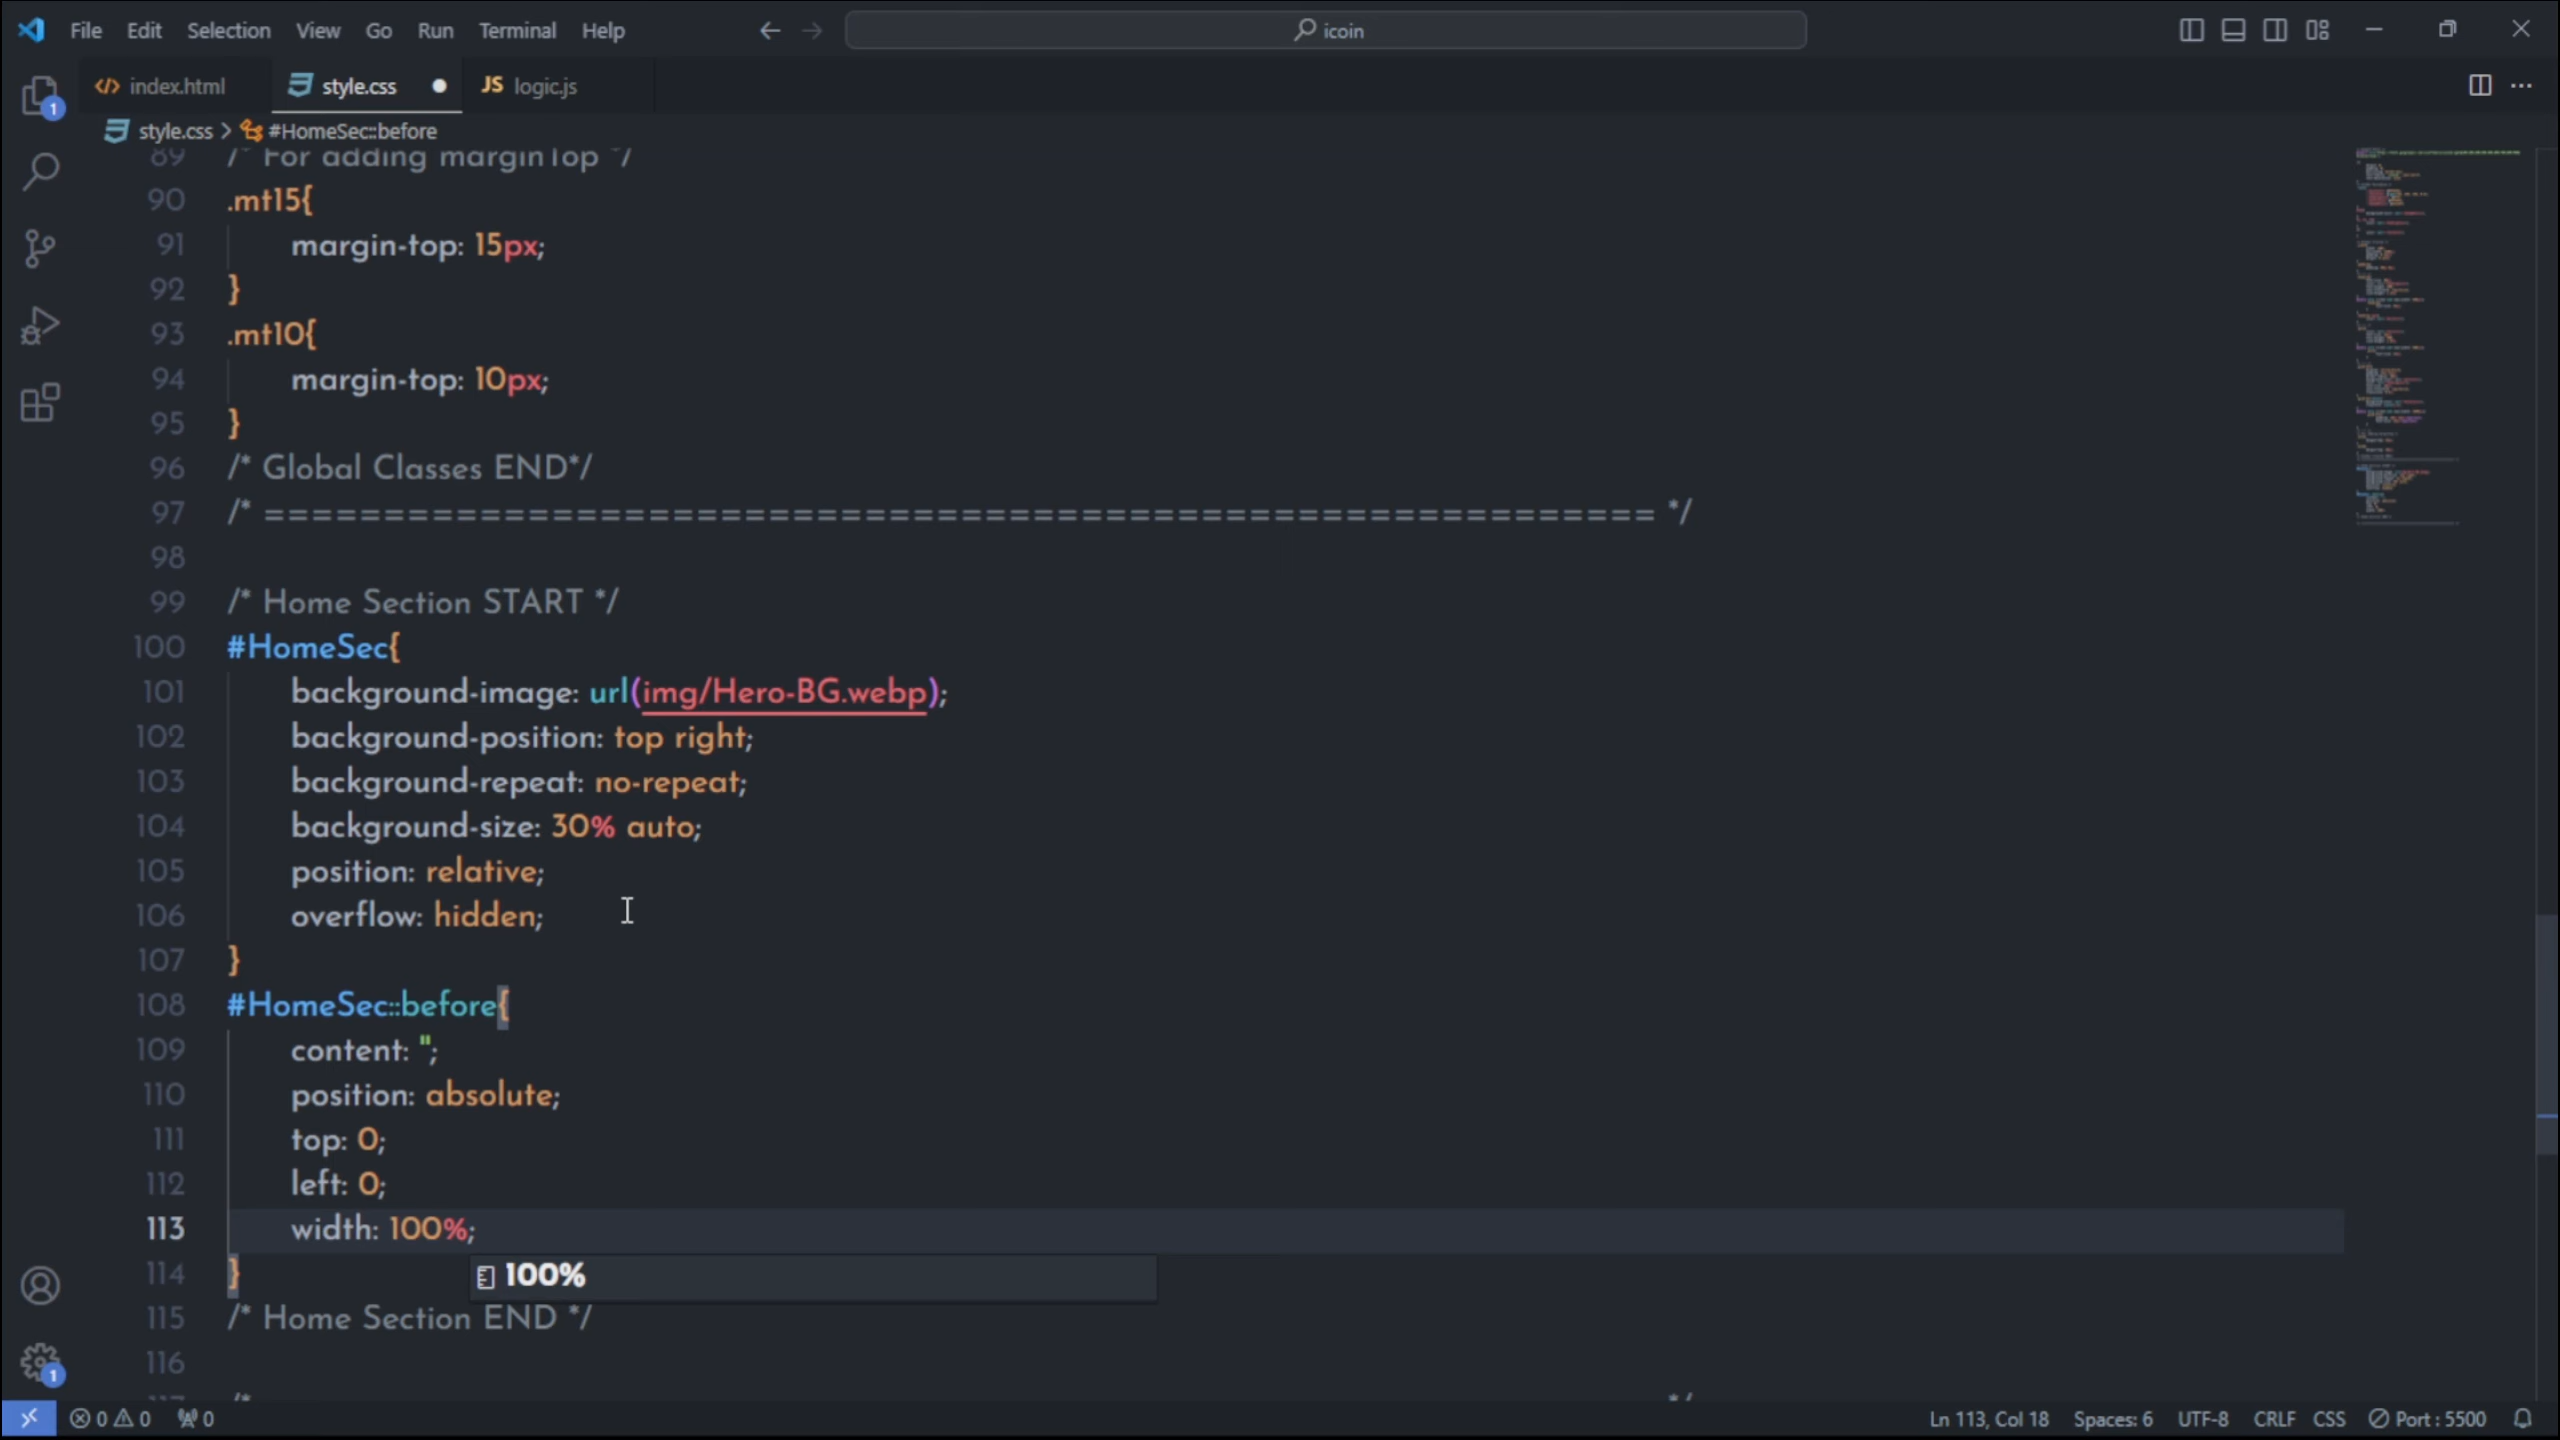 File Edit Selection View Go Run Terminal Help icoin
index.html style.css JS logic.js
style.css > #HomeSec::before
89 /* For adding marginTop */
90 .mt15{
91 margin-top: 15px;
92 }
93 .mt10{
94 margin-top: 10px;
95 }
96 /* Global Classes END*/
97 /* ========================================================== */
98
99 /* Home Section START */
100 #HomeSec{
101 background-image: url(img/Hero-BG.webp);
102 background-position: top right;
103 background-repeat: no-repeat;
104 background-size: 30% auto;
105 position: relative;
106 overflow: hidden;
107 }
108 #HomeSec::before{
109 content: '';
110 position: absolute;
111 top: 0;
112 left: 0;
113 width: 100%;
114 }
100%
115 /* Home Section END */
116
1
1
0 0 0 Ln 113, Col 18 Spaces: 6 UTF-8 CRLF CSS Port : 5500